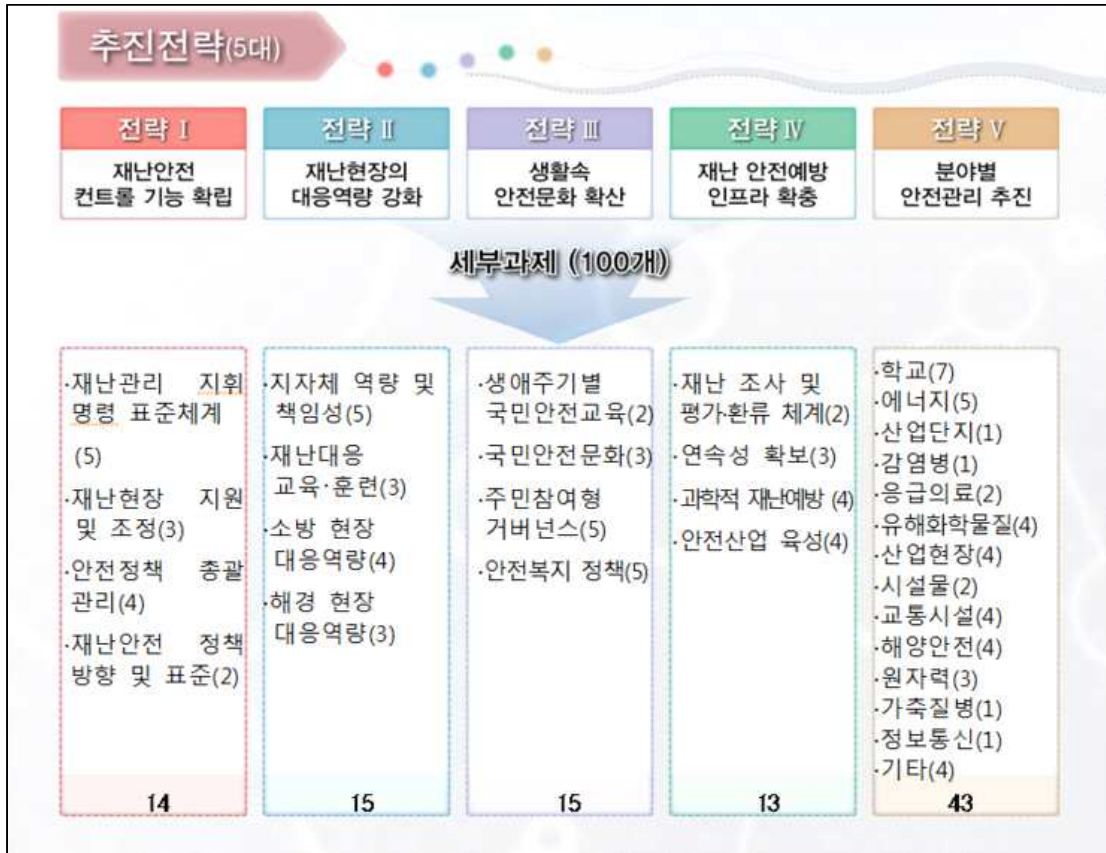 추진전략(5대)
전략 Ⅰ
재난안전
컨트롤 기능 확립
전략 Ⅱ
재난현장의
대응역량 강화
전략 Ⅲ
생활속
안전문화 확산
전략 Ⅳ
재난 안전예방
인프라 확충
전략 Ⅴ
분야별
안전관리 추진
세부과제 (100개)
·재난관리 지휘
명령 표준체계
(5)
·재난현장 지원
및 조정(3)
·안전정책 총괄
관리(4)
·재난안전 정책
방향 및 표준(2)
14
·지자체 역량 및
책임성(5)
·재난대응
교육·훈련(3)
·소방 현장
대응역량(4)
·해경 현장
대응역량(3)
15
·생애주기별
국민안전교육(2)
·국민안전문화(3)
·주민참여형
거버넌스(5)
·안전복지 정책(5)
15
·재난 조사 및
평가·환류 체계(2)
·연속성 확보(3)
·과학적 재난예방 (4)
·안전산업 육성(4)
13
·학교(7)
·에너지(5)
·산업단지(1)
·감염병(1)
·응급의료(2)
·유해화학물질(4)
·산업현장(4)
·시설물(2)
·교통시설(4)
·해양안전(4)
·원자력(3)
·가축질병(1)
·정보통신(1)
·기타(4)
43